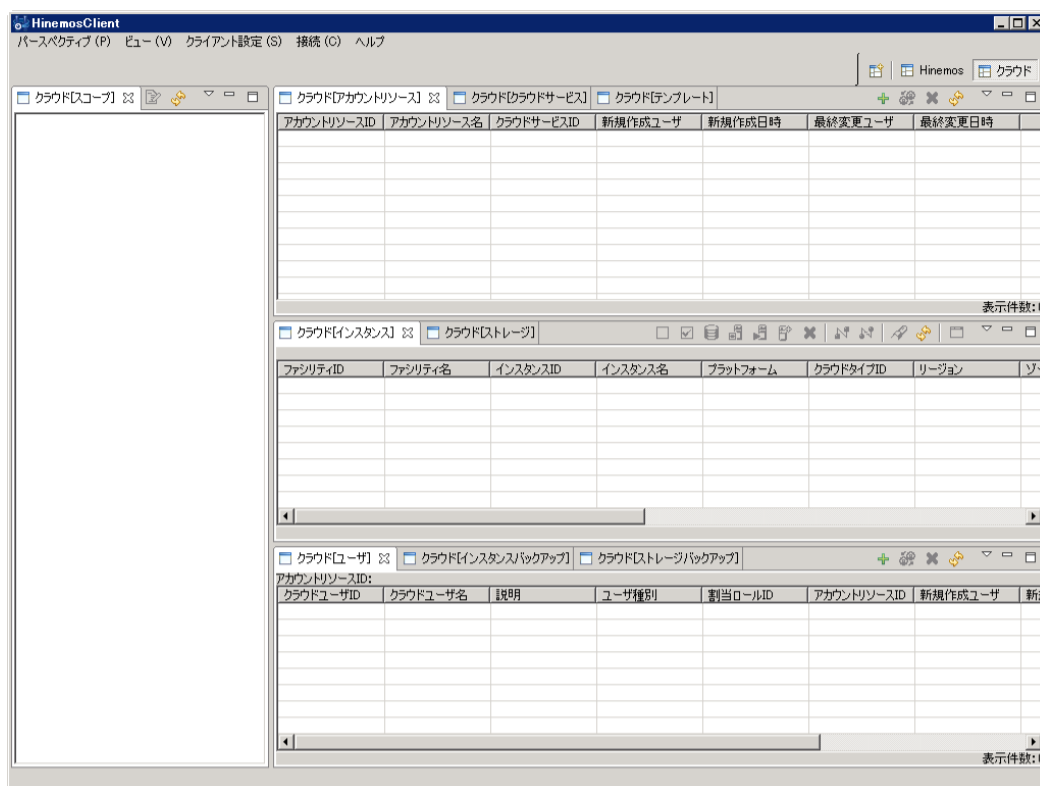 HinemosClient
パースペクティブ(P) ビュー(V) クライアント設定(S) 接続(C) ヘルプ
Hinemos クラウド
クラウド[スコープ]
クラウド[アカウントリソース] クラウド[クラウドサービス] クラウド[テンプレート]
アカウントリソースID アカウントリソース名 クラウドサービスID 新規作成ユーザ 新規作成日時 最終変更ユーザ 最終変更日時
表示件数:
クラウド[インスタンス] クラウド[ストレージ]
ファシリティID ファシリティ名 インスタンスID インスタンス名 プラットフォーム クラウドタイプID リージョン
クラウド[ユーザ] クラウド[インスタンスバックアップ] クラウド[ストレージバックアップ]
アカウントリソースID:
クラウドユーザID クラウドユーザ名 説明 ユーザ種別 割当ロールID アカウントリソースID 新規作成ユーザ
表示件数: